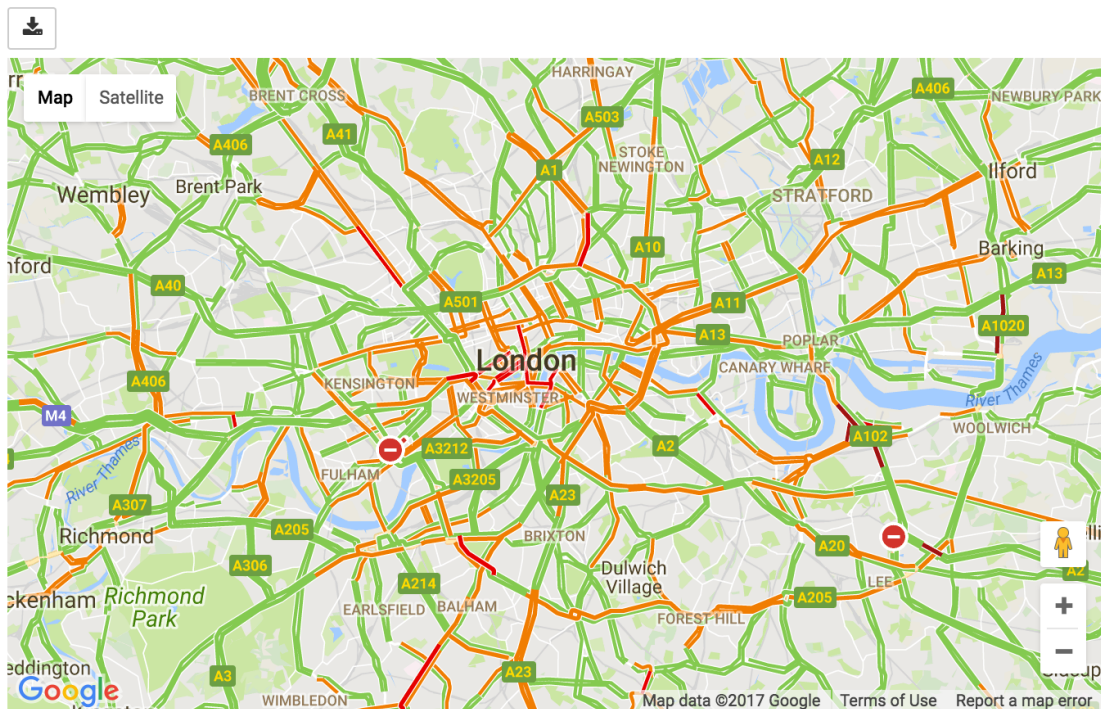 Map Satellite
HARRINGAY
BRENT CROSS
A406
NEWBURY PARK
A503
A41
A406
STOKE
NEWINGTON
A12
A1
Ilford
Wembley
Brent Park
STRATFORD
A10
Barking
A13
A40
A501
A11
A1020
A13
POPLAR
London
CANARY WHARF
A406
KENSINGTON
WESTMINSTER
River Thames
M4
WOOLWICH
A102
A3212
A2
River Thames
FULHAM
A3205
A23
A307
A205
Richmond
BRIXTON
A20
A306
Dulwich
Village
A2
A214
LEE
Richmond
Park
A205
EARLSFIELD
BALHAM
FOREST HILL
A3
A23
WIMBLEDON
Google
Map data ©2017 Google
Terms of Use
Report a map error